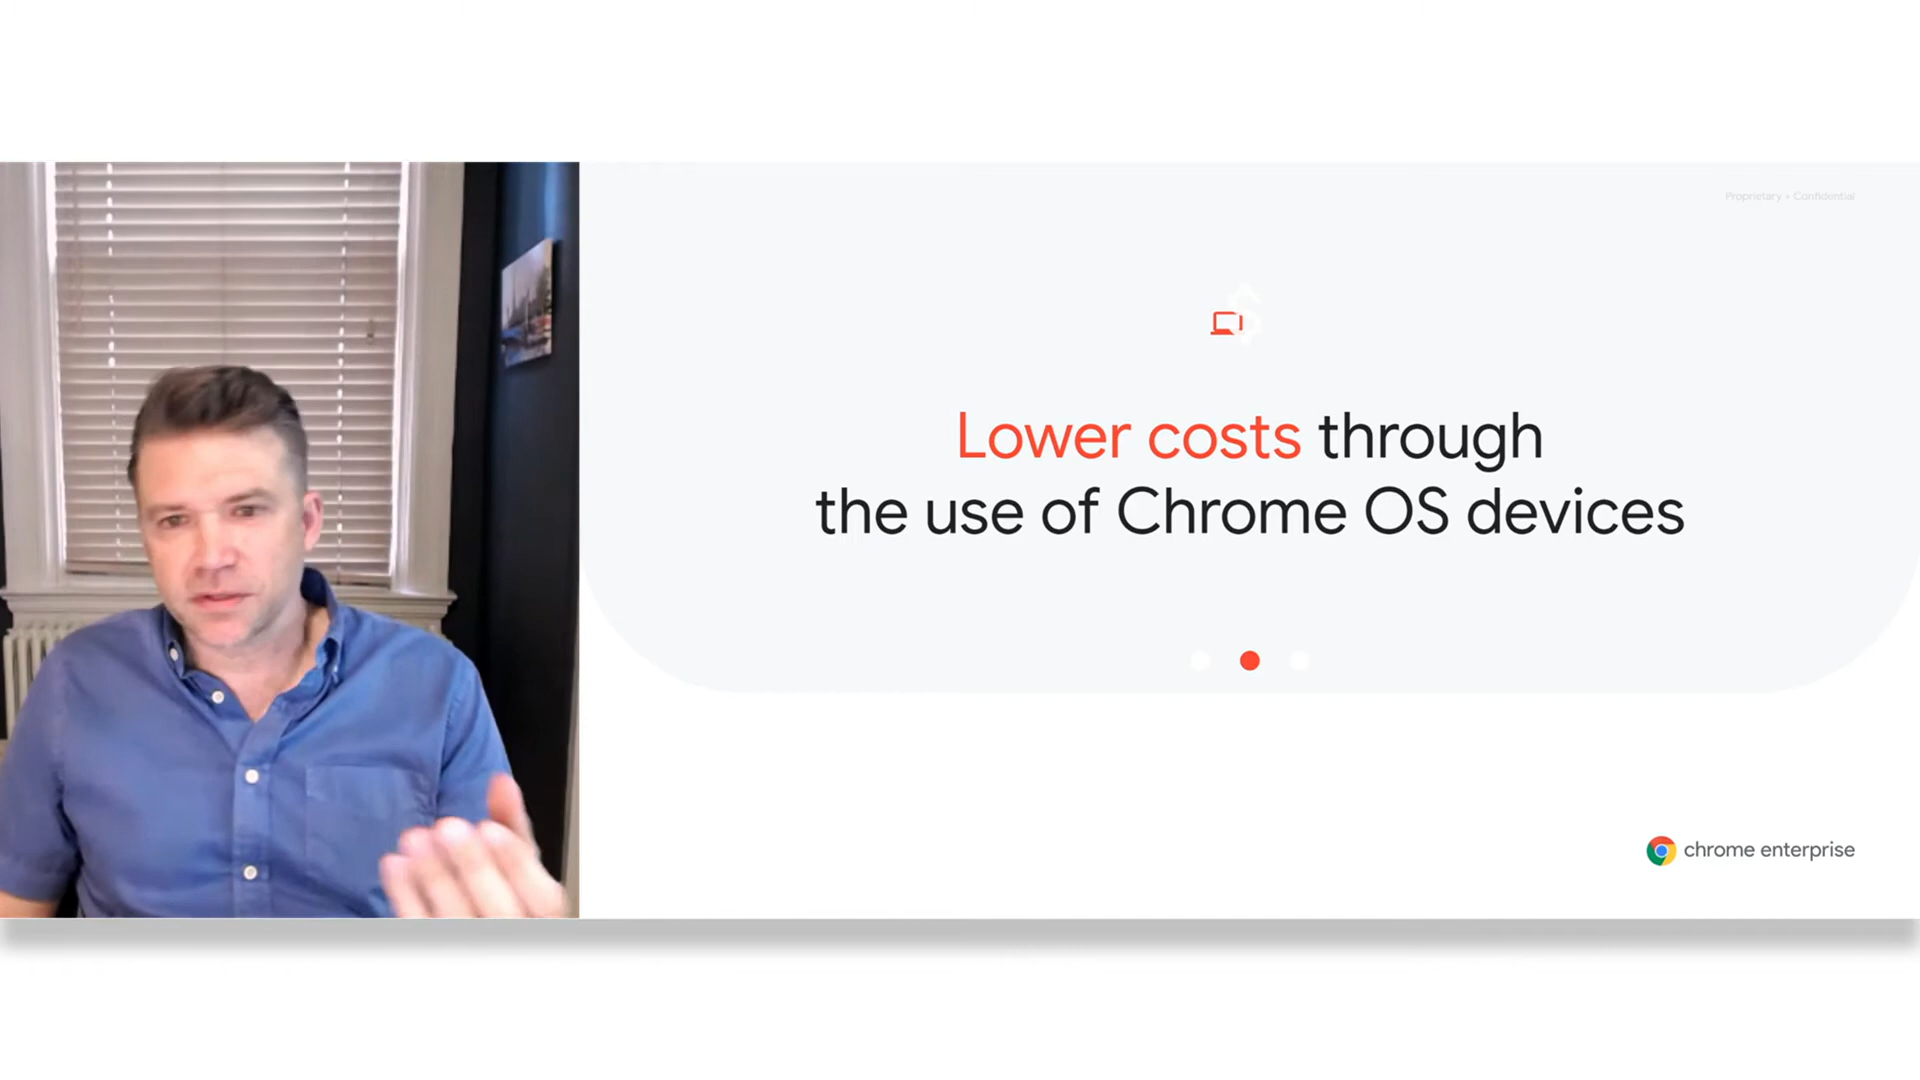 Proprietary + Confidential
Lower costs through
the use of Chrome OS devices
chrome enterprise